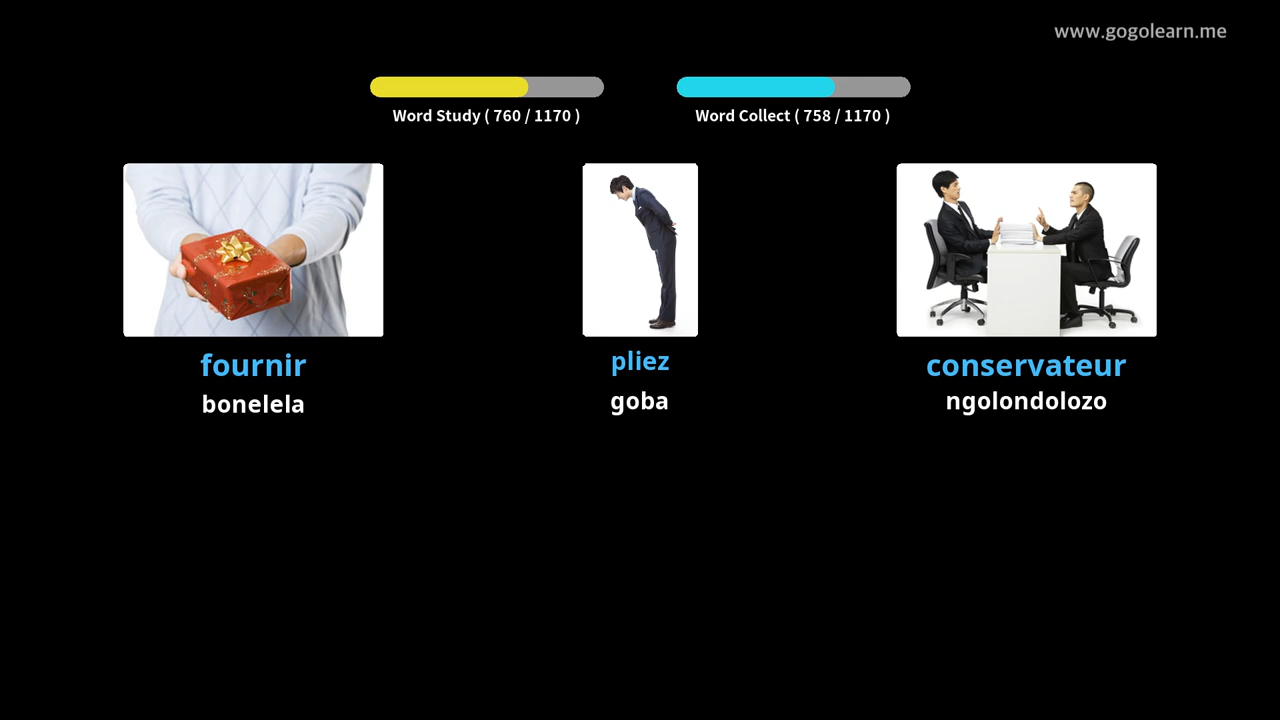 www.gogolearn.me
Word Study ( 760 / 1170 )
Word Collect ( 758 / 1170 )
fournir
bonelela
pliez
goba
conservateur
ngolondolozo